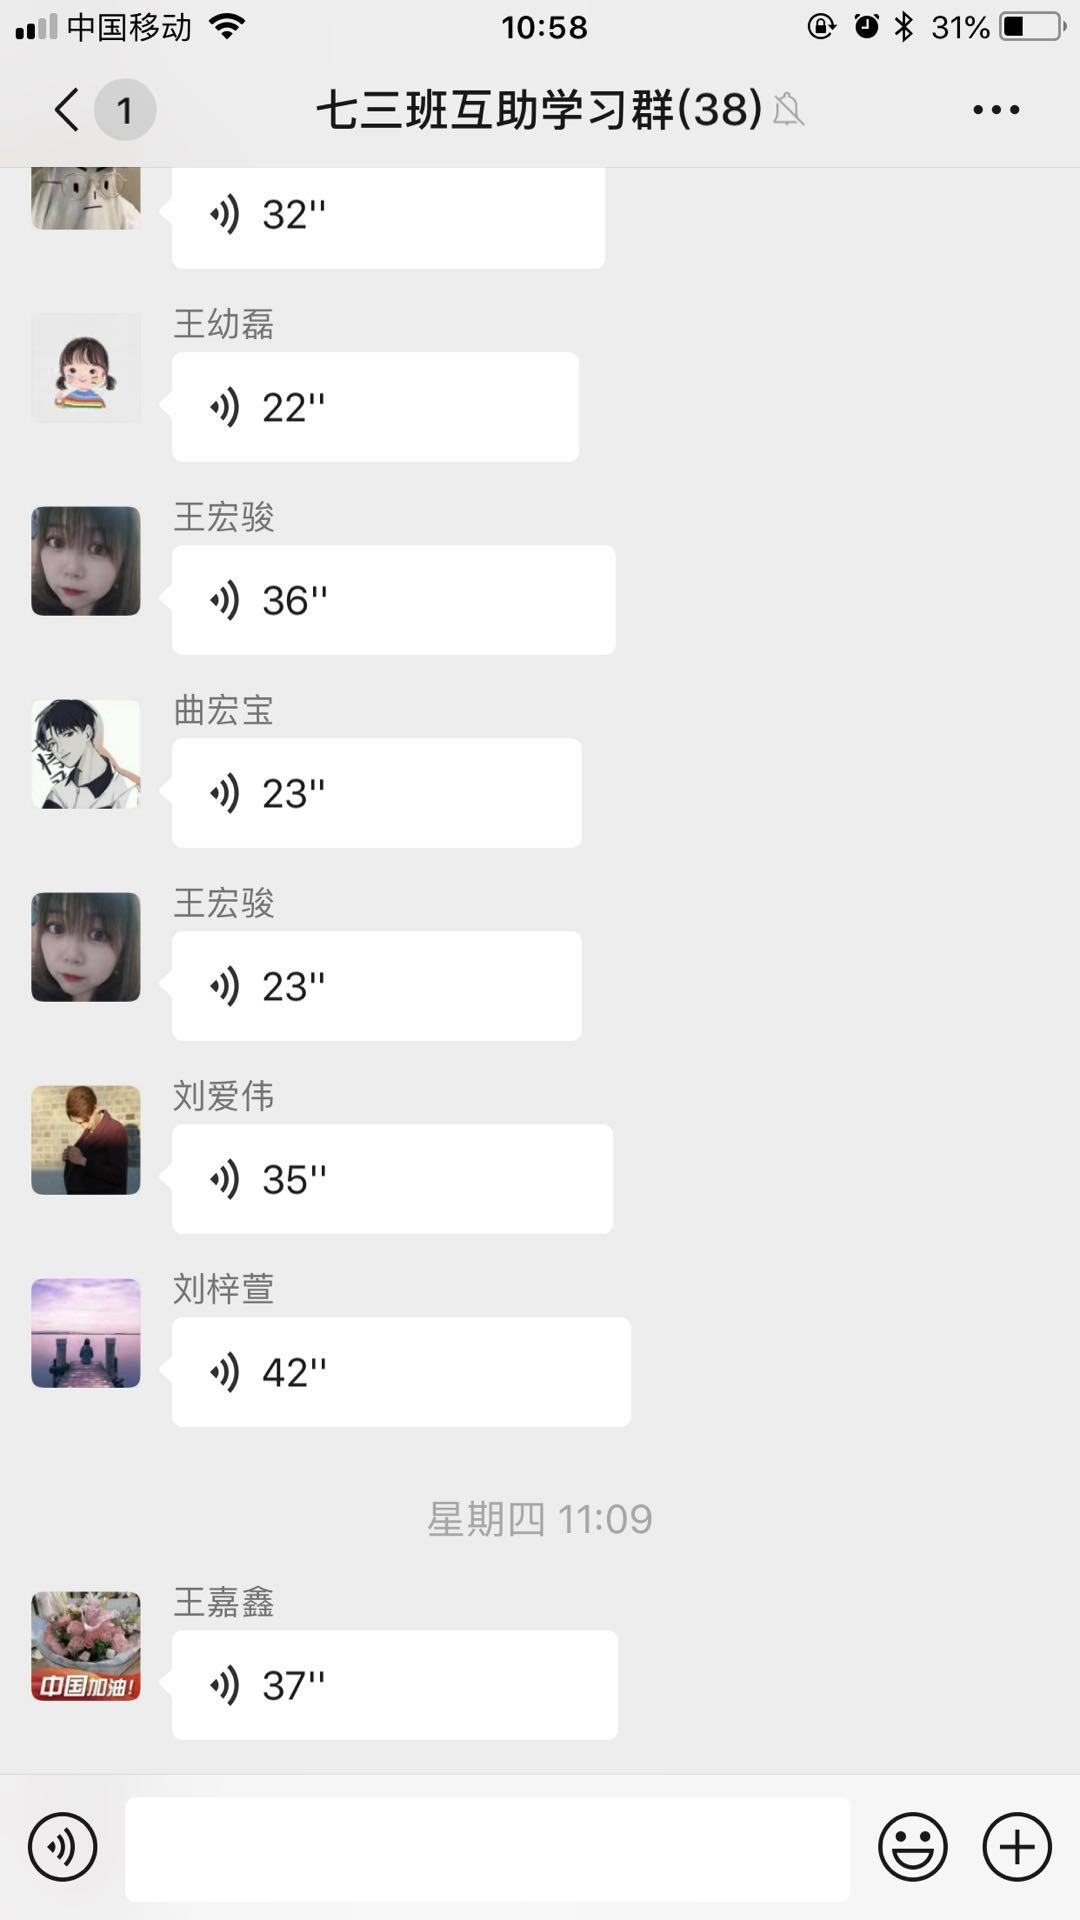 中国移动 10:58 31%
1 七三班互助学习群(38)
32''
王幼磊
22''
王宏骏
36''
曲宏宝
23''
王宏骏
23''
刘爱伟
35''
刘梓萱
42''
星期四 11:09
王嘉鑫
中国加油!
37''